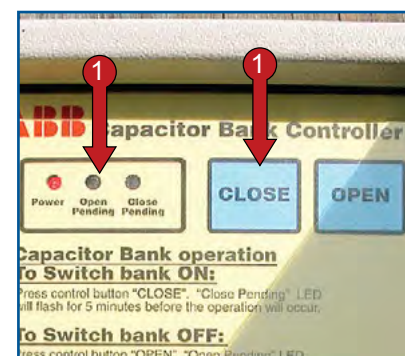 1 1
ABB Capacitor Bank Controller
Power Open Pending Close Pending
CLOSE OPEN
Capacitor Bank operation
To Switch bank ON:
Press control button "CLOSE". "Close Pending" LED
will flash for 5 minutes before the operation will occur.
To Switch bank OFF:
Press control button "OPEN". "Open Pending" LED